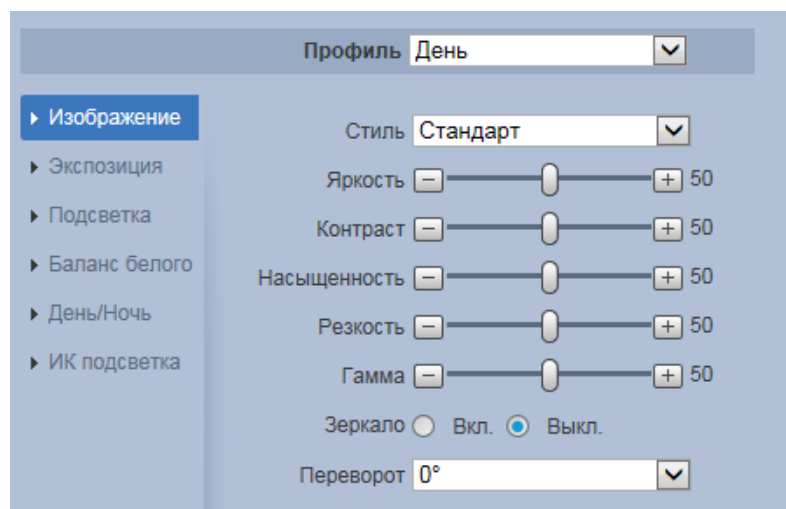 Профиль День
Изображение
Экспозиция
Подсветка
Баланс белого
День/Ночь
ИК подсветка
Стиль Стандарт
Яркость 50
Контраст 50
Насыщенность 50
Резкость 50
Гамма 50
Зеркало Вкл. Выкл.
Переворот 0°